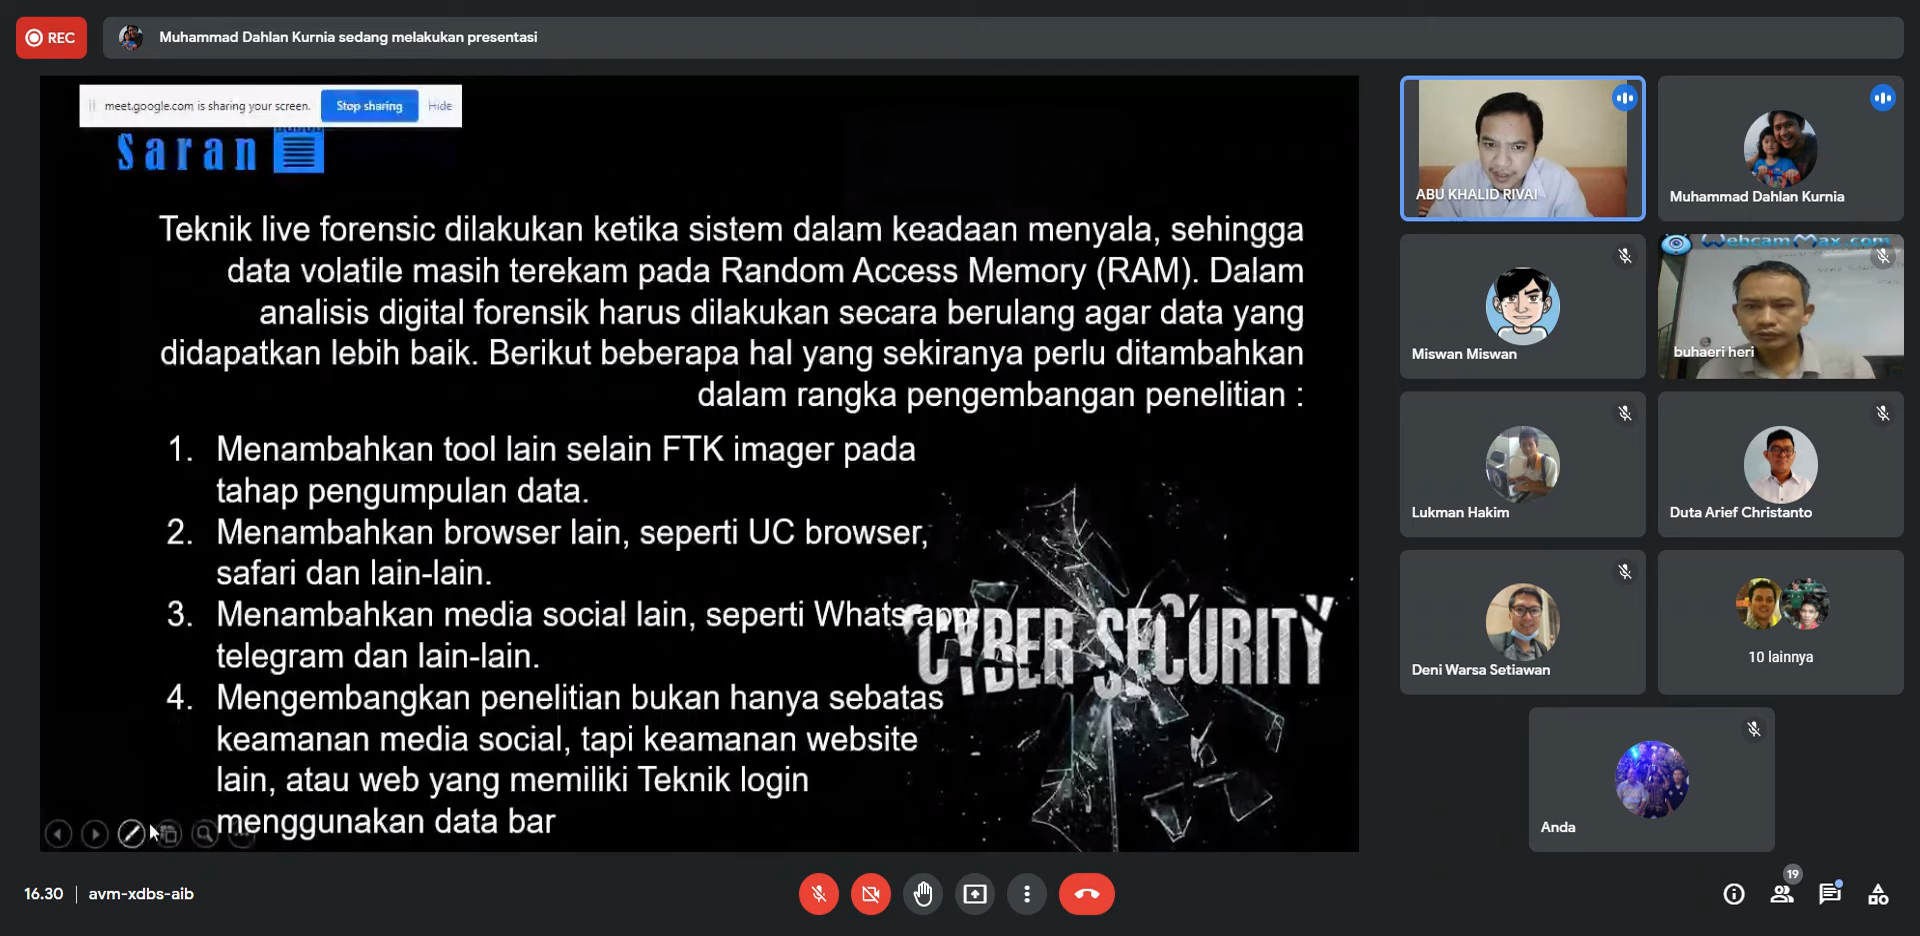 REC
Muhammad Dahlan Kurnia sedang melakukan presentasi
meet.google.com is sharing your screen.
Stop sharing
Hide
Saran
Teknik live forensic dilakukan ketika sistem dalam keadaan menyala, sehingga
data volatile masih terekam pada Random Access Memory (RAM). Dalam
analisis digital forensik harus dilakukan secara berulang agar data yang
didapatkan lebih baik. Berikut beberapa hal yang sekiranya perlu ditambahkan
dalam rangka pengembangan penelitian :
1. Menambahkan tool lain selain FTK imager pada
tahap pengumpulan data.
2. Menambahkan browser lain, seperti UC browser,
safari dan lain-lain.
3. Menambahkan media social lain, seperti Whatsapp,
telegram dan lain-lain.
4. Mengembangkan penelitian bukan hanya sebatas
keamanan media social, tapi keamanan website
lain, atau web yang memiliki Teknik login
menggunakan data bar
CYBER SECURITY
ABU KHALID RIVAI
Muhammad Dahlan Kurnia
Miswan Miswan
WebcamMax.com
buhaeri heri
Lukman Hakim
Duta Arief Christanto
Deni Warsa Setiawan
10 lainnya
Anda
16.30 | avm-xdbs-aib
19